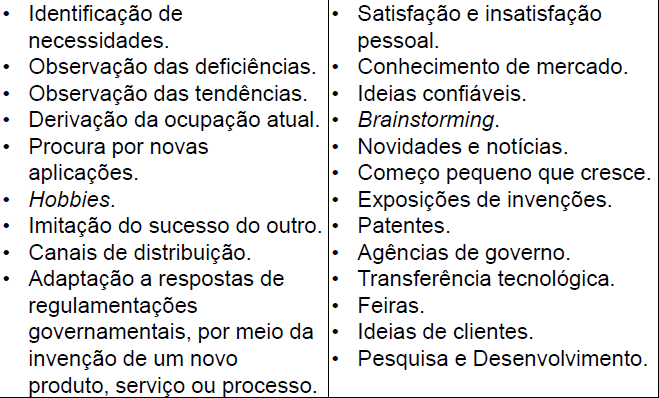 • Identificação de
necessidades.
• Observação das deficiências.
• Observação das tendências.
• Derivação da ocupação atual.
• Procura por novas
aplicações.
• Hobbies.
• Imitação do sucesso do outro.
• Canais de distribuição.
• Adaptação a respostas de
regulamentações
governamentais, por meio da
invenção de um novo
produto, serviço ou processo.
• Satisfação e insatisfação
pessoal.
• Conhecimento de mercado.
• Ideias confiáveis.
• Brainstorming.
• Novidades e notícias.
• Começo pequeno que cresce.
• Exposições de invenções.
• Patentes.
• Agências de governo.
• Transferência tecnológica.
• Feiras.
• Ideias de clientes.
• Pesquisa e Desenvolvimento.